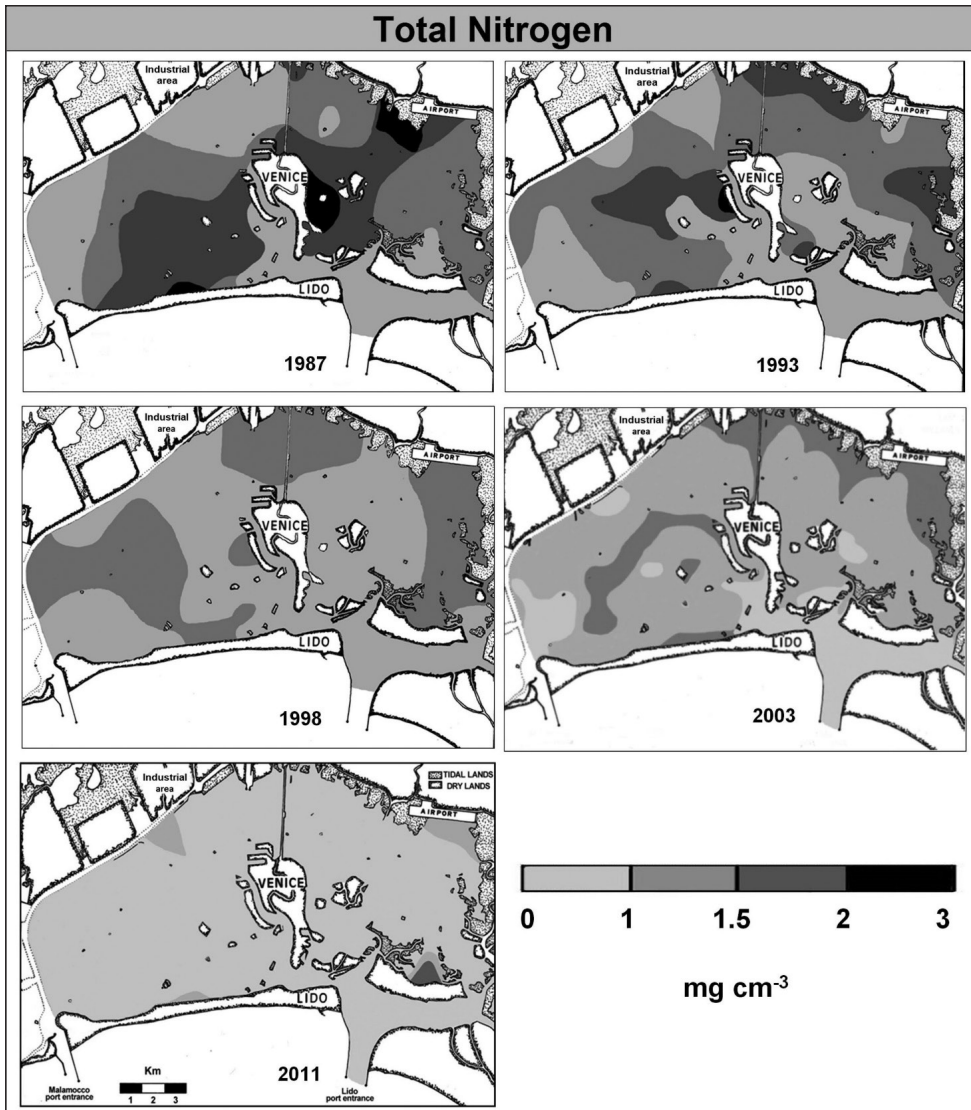 Total Nitrogen
Industrial
area
AIRPORT
VENICE
LIDO
1987
Industrial
area
AIRPORT
VENICE
LIDO
1993
Industrial
area
AIRPORT
VENICE
LIDO
1998
Industrial
area
AIRPORT
VENICE
LIDO
2003
TIDAL LANDS
DRY LANDS
Industrial
area
AIRPORT
VENICE
LIDO
Km
1 2 3
Malamocco
port entrance
2011
Lido
port entrance
0 1 1.5 2 3
mg cm-3